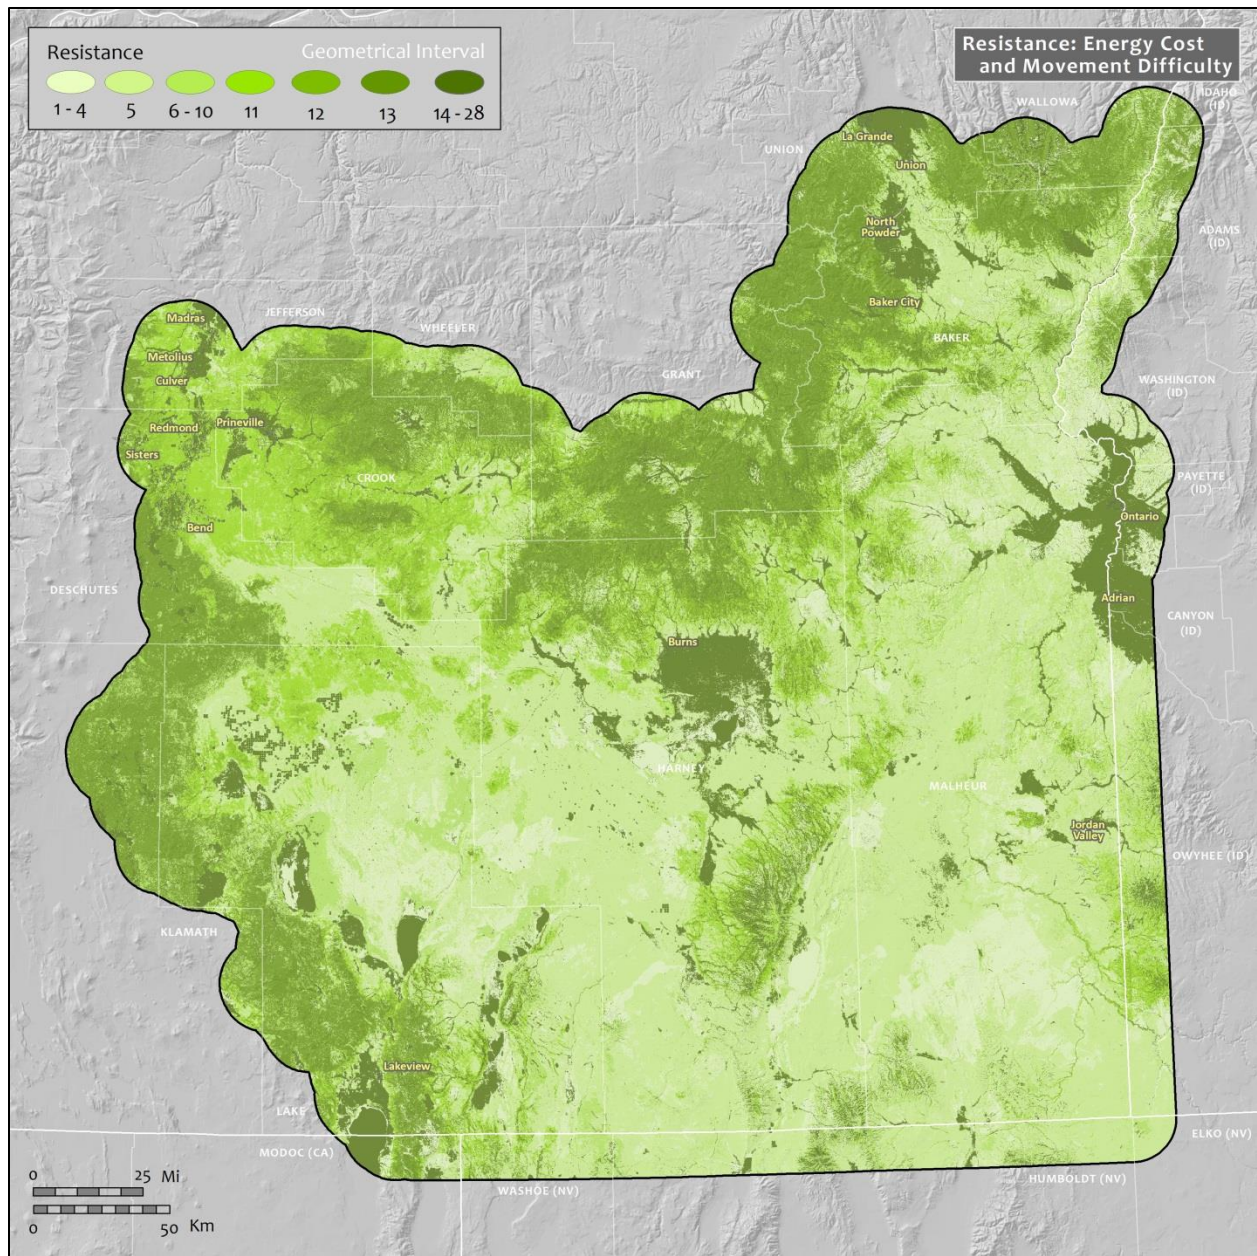 Resistance Geometrical Interval
1 - 4 5 6 - 10 11 12 13 14 - 28
Resistance: Energy Cost
and Movement Difficulty
IDAHO
(ID)
WALLOWA
La Grande
UNION
Union
North
Powder
ADAMS
(ID)
Baker City
Madras
JEFFERSON
WHEELER
BAKER
Metolius
GRANT
Culver
WASHINGTON
(ID)
Redmond
Prineville
Sisters
CROOK
PAYETTE
(ID)
Bend
Ontario
DESCHUTES
Adrian
CANYON
(ID)
Burns
HARNEY
MALHEUR
Jordan
Valley
OWYHEE (ID)
KLAMATH
Lakeview
LAKE
ELKO (NV)
MODOC (CA)
HUMBOLDT (NV)
WASHOE (NV)
0 25 Mi
0 50 Km